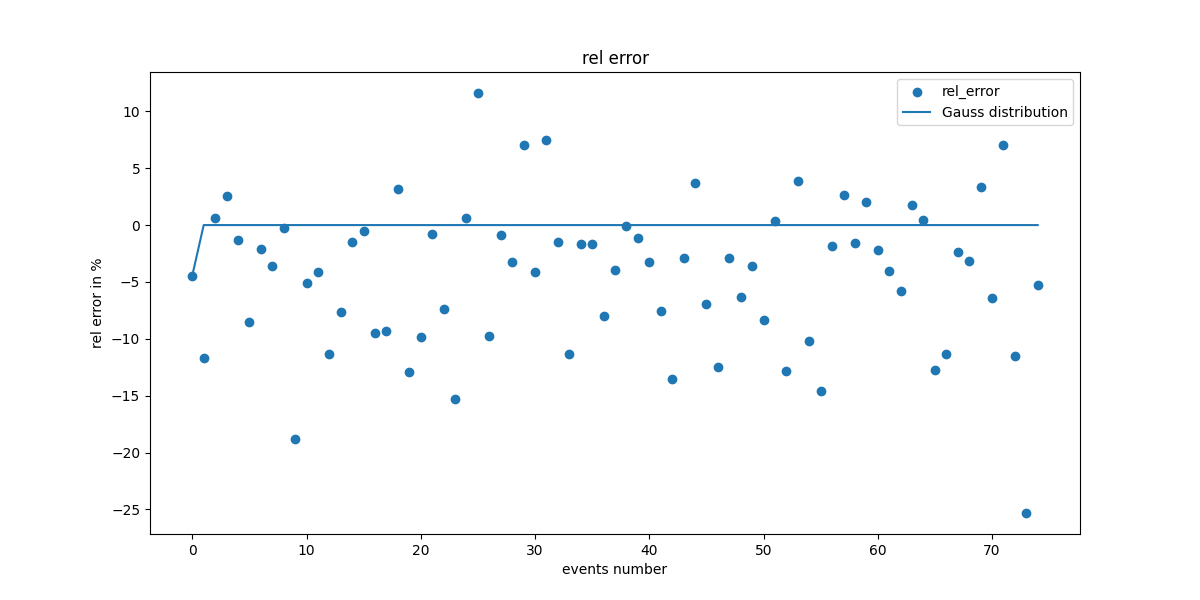 rel error
rel_error
Gauss distribution
10
5
0
−5
−10
−15
−20
−25
rel error in %
0 10 20 30 40 50 60 70
events number